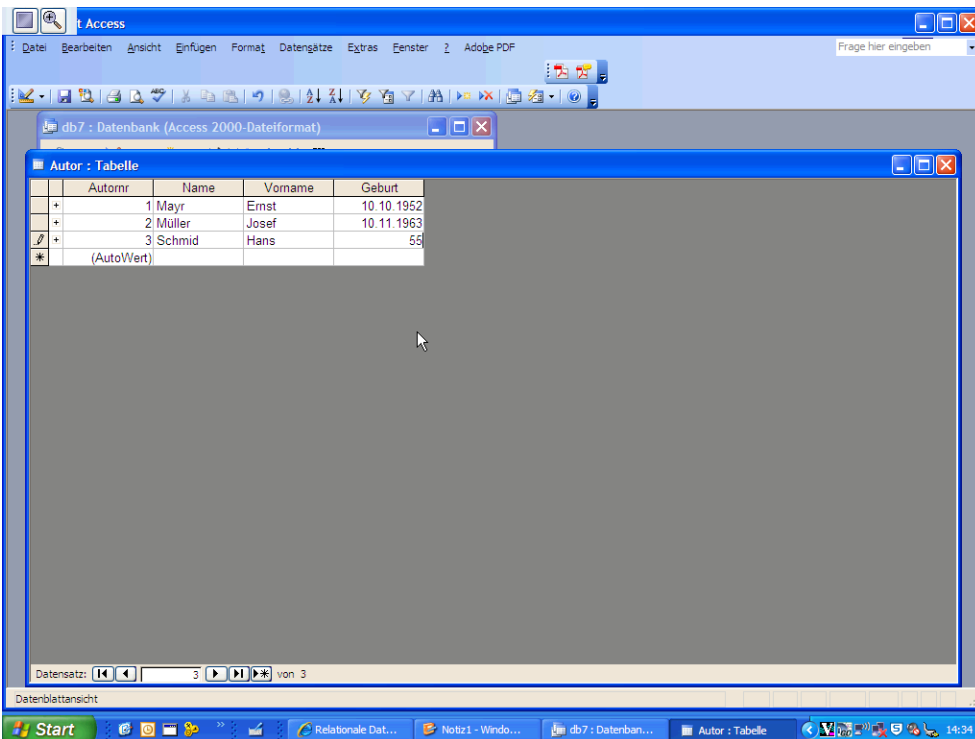 t Access
Datei Bearbeiten Ansicht Einfügen Format Datensätze Extras Fenster ? Adobe PDF
Frage hier eingeben
db7 : Datenbank (Access 2000-Dateiformat)
Autor : Tabelle
Autornr Name Vorname Geburt
+ 1 Mayr Ernst 10.10.1952
+ 2 Müller Josef 10.11.1963
+ 3 Schmid Hans 55
(AutoWert)
Datensatz: 3 von 3
Datenblattansicht
Start Relationale Dat... Notiz1 - Windo... db7 : Datenban... Autor : Tabelle 14:34